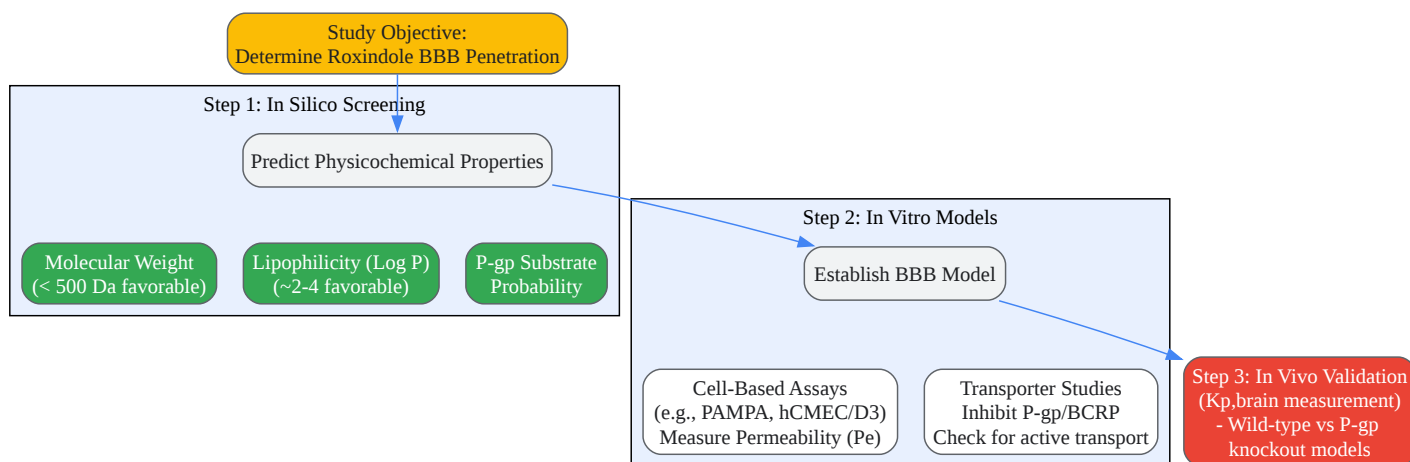 Study Objective:
Determine Roxindole BBB Penetration
Step 1: In Silico Screening
Predict Physicochemical Properties
Molecular Weight
(< 500 Da favorable)
Lipophilicity (Log P)
(~2-4 favorable)
P-gp Substrate
Probability
Step 2: In Vitro Models
Establish BBB Model
Cell-Based Assays
(e.g., PAMPA, hCMEC/D3)
Measure Permeability (Pe)
Transporter Studies
Inhibit P-gp/BCRP
Check for active transport
Step 3: In Vivo Validation
(Kp,brain measurement)
- Wild-type vs P-gp
knockout models